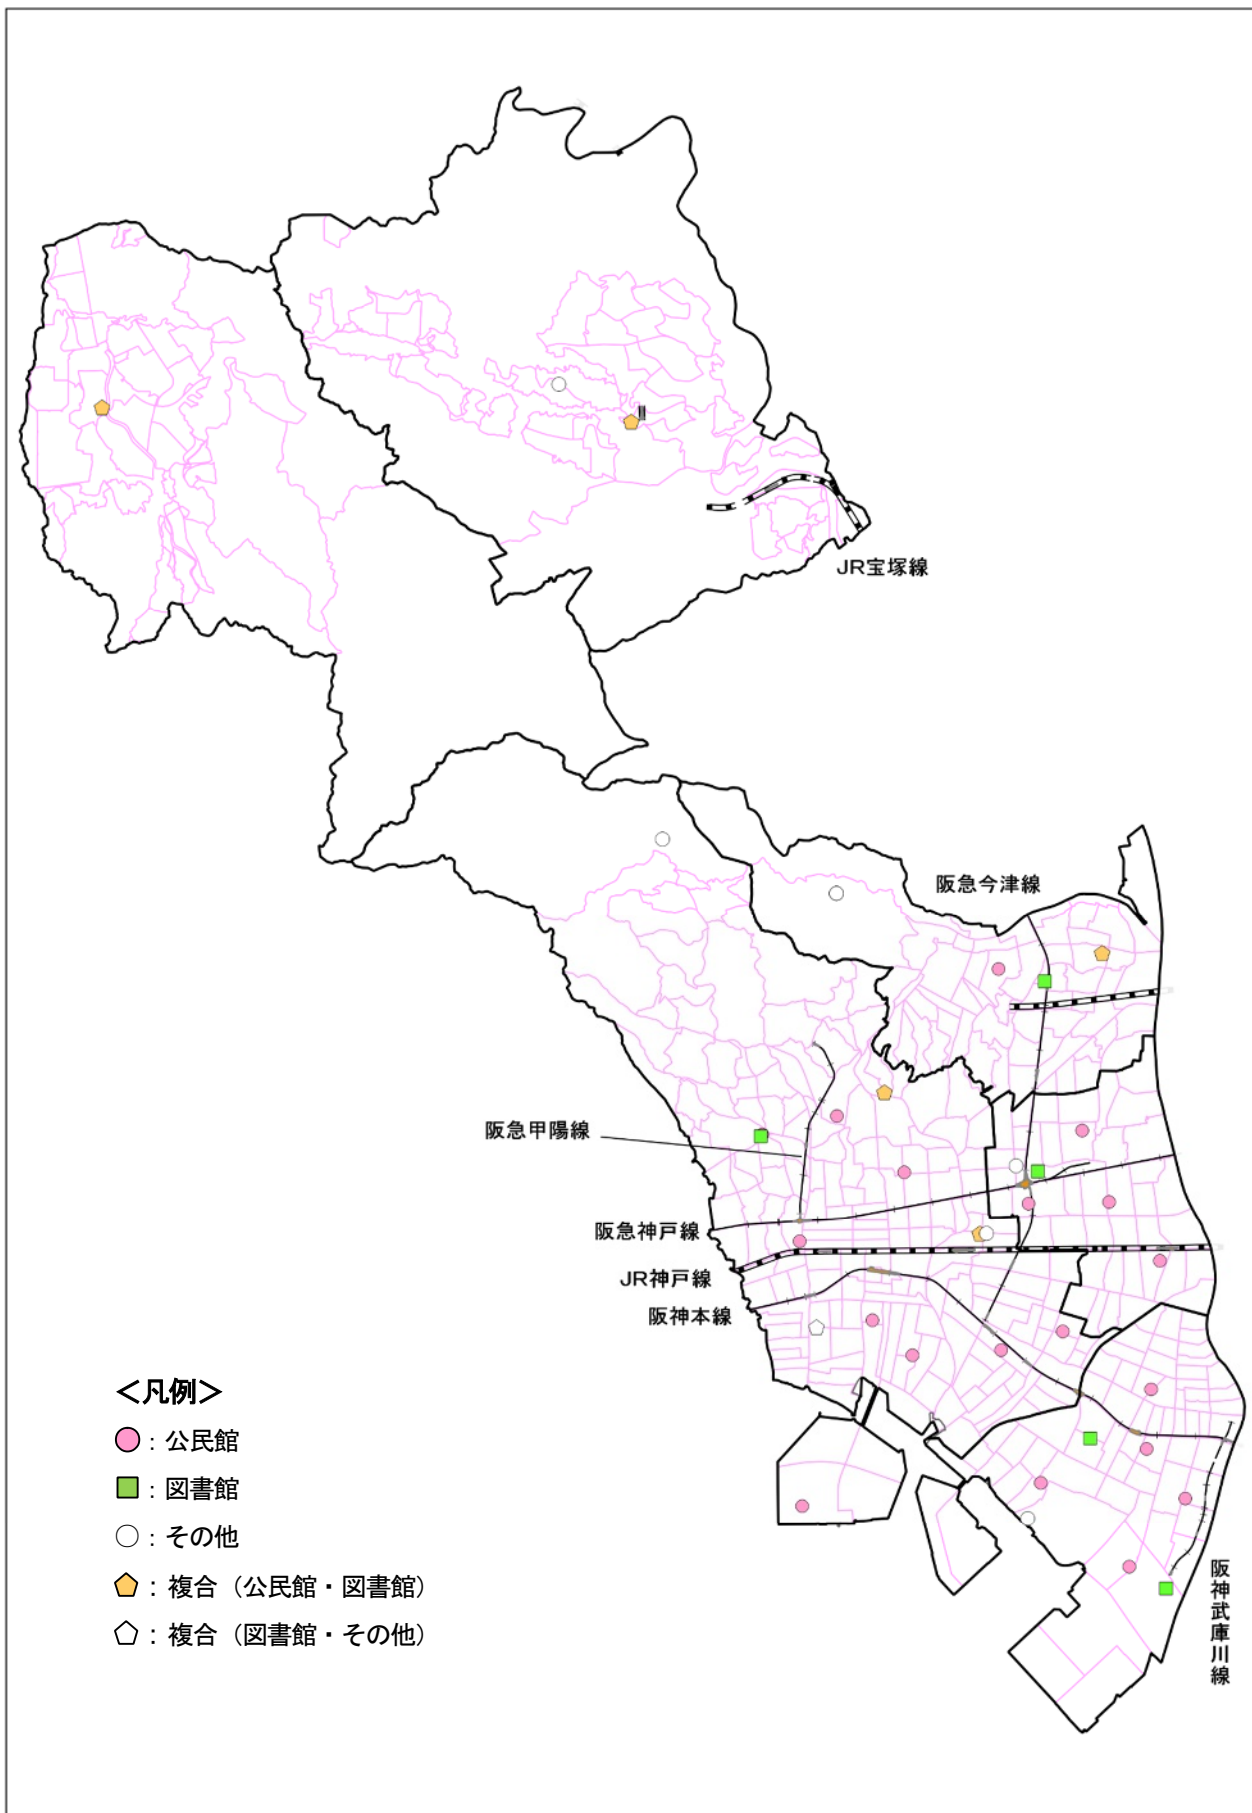 JR宝塚線
阪急今津線
阪急甲陽線
阪急神戸線
JR神戸線
阪神本線
＜凡例＞
：公民館
：図書館
：その他
：複合（公民館・図書館）
：複合（図書館・その他）
阪神武庫川線